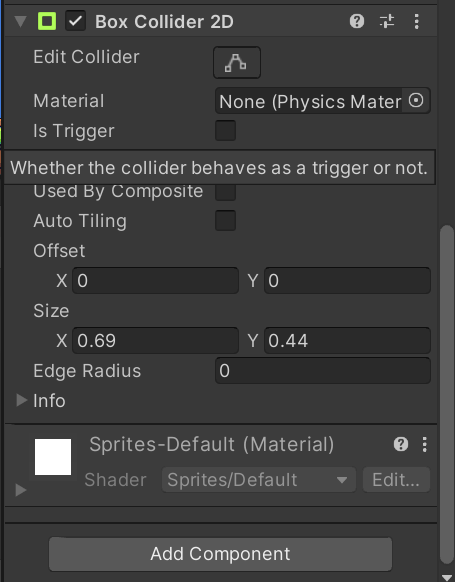 Box Collider 2D
Edit Collider
Material None (Physics Mater
Is Trigger
Whether the collider behaves as a trigger or not.
Used By Composite
Auto Tiling
Offset
X 0 Y 0
Size
X 0.69 Y 0.44
Edge Radius 0
Info
Sprites-Default (Material)
Shader Sprites/Default Edit...
Add Component